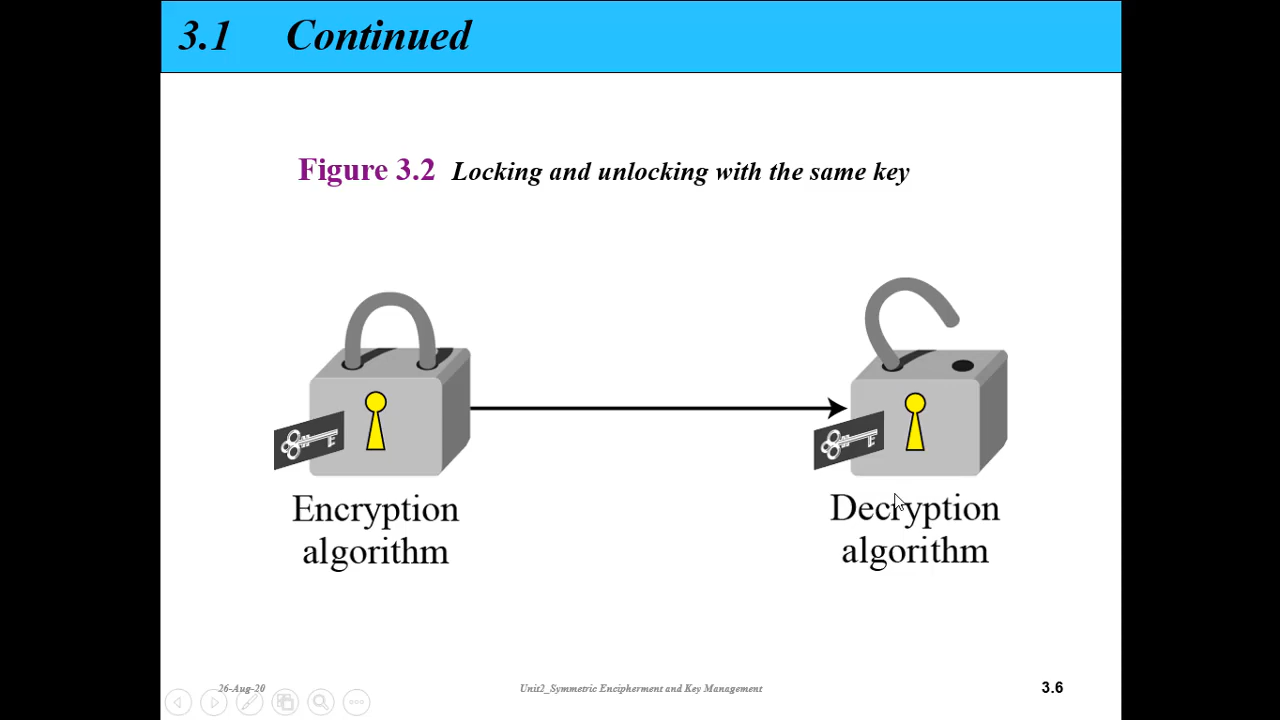 3.1 Continued
Figure 3.2 Locking and unlocking with the same key
Encryption
algorithm
Decryption
algorithm
26-Aug-20
Unit2_Symmetric Encipherment and Key Management
3.6